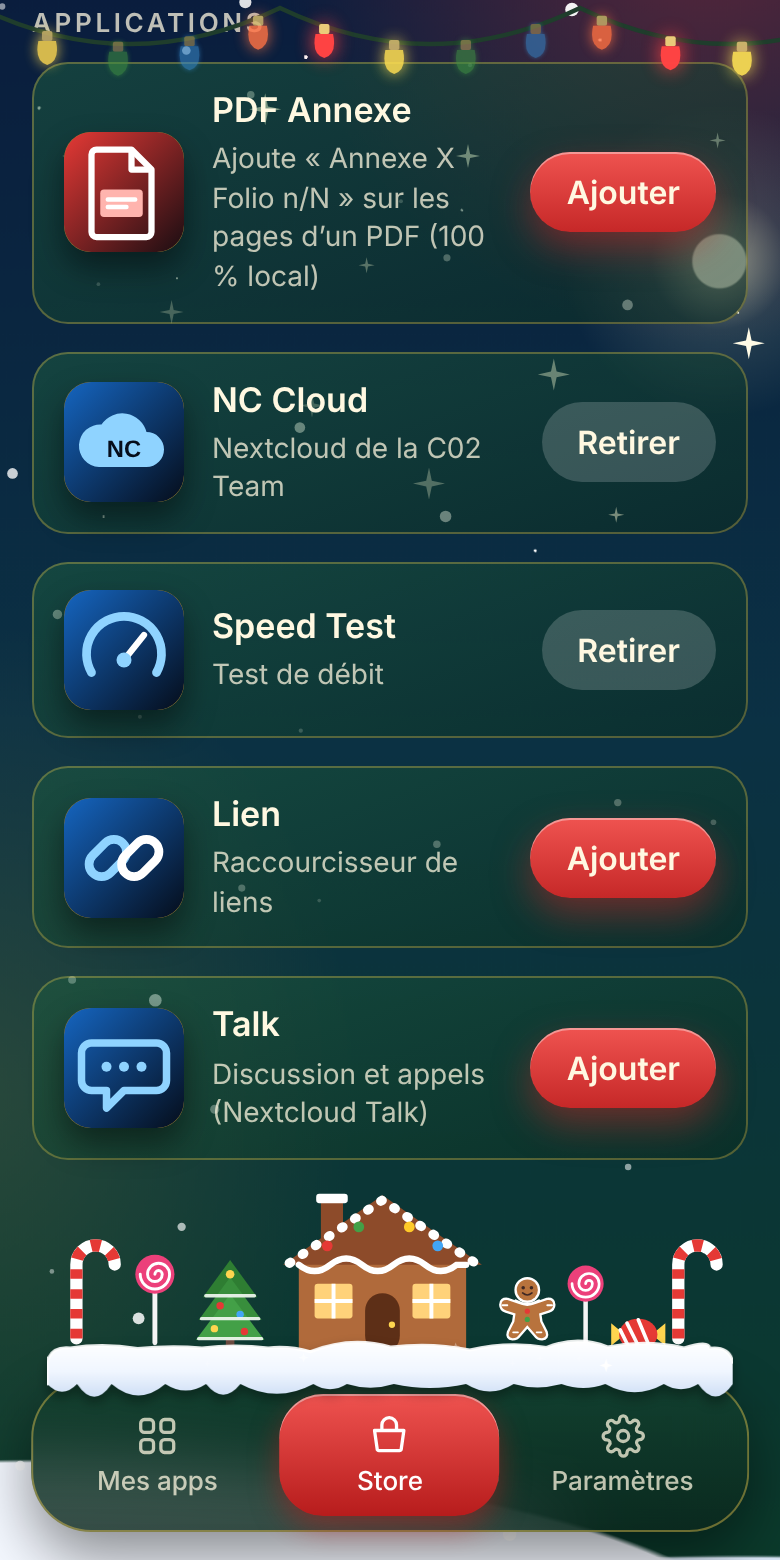 APPLICATIONS
PDF Annexe
Ajoute « Annexe X
Folio n/N » sur les
pages d’un PDF (100
% local)
Ajouter
NC
NC Cloud
Nextcloud de la C02
Team
Retirer
Speed Test
Test de débit
Retirer
Lien
Raccourcisseur de
liens
Ajouter
Talk
Discussion et appels
(Nextcloud Talk)
Ajouter
Mes apps
Store
Paramètres